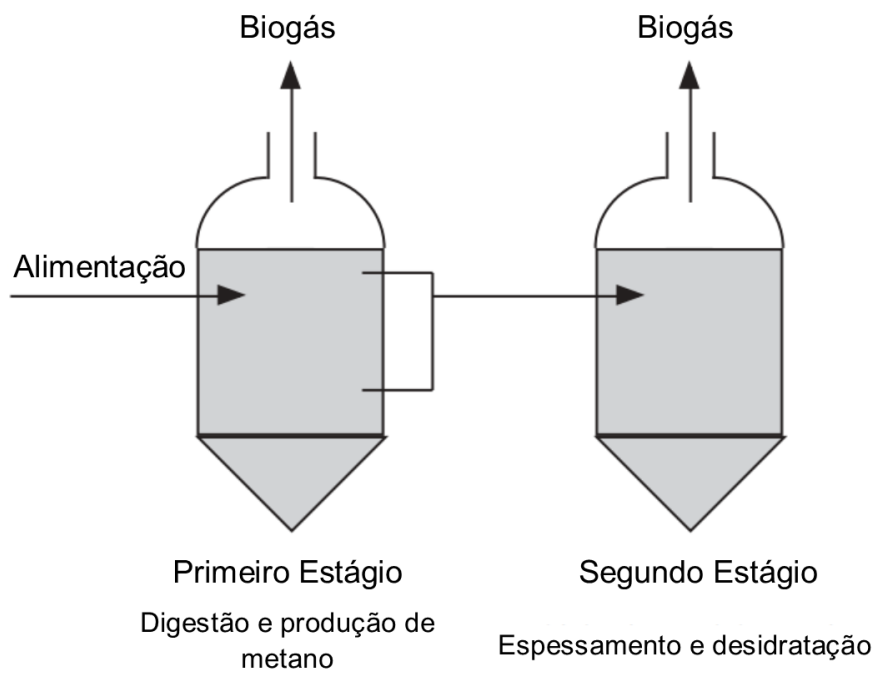 Biogás
Biogás
Alimentação
Primeiro Estágio
Segundo Estágio
Digestão e produção de
metano
Espessamento e desidratação